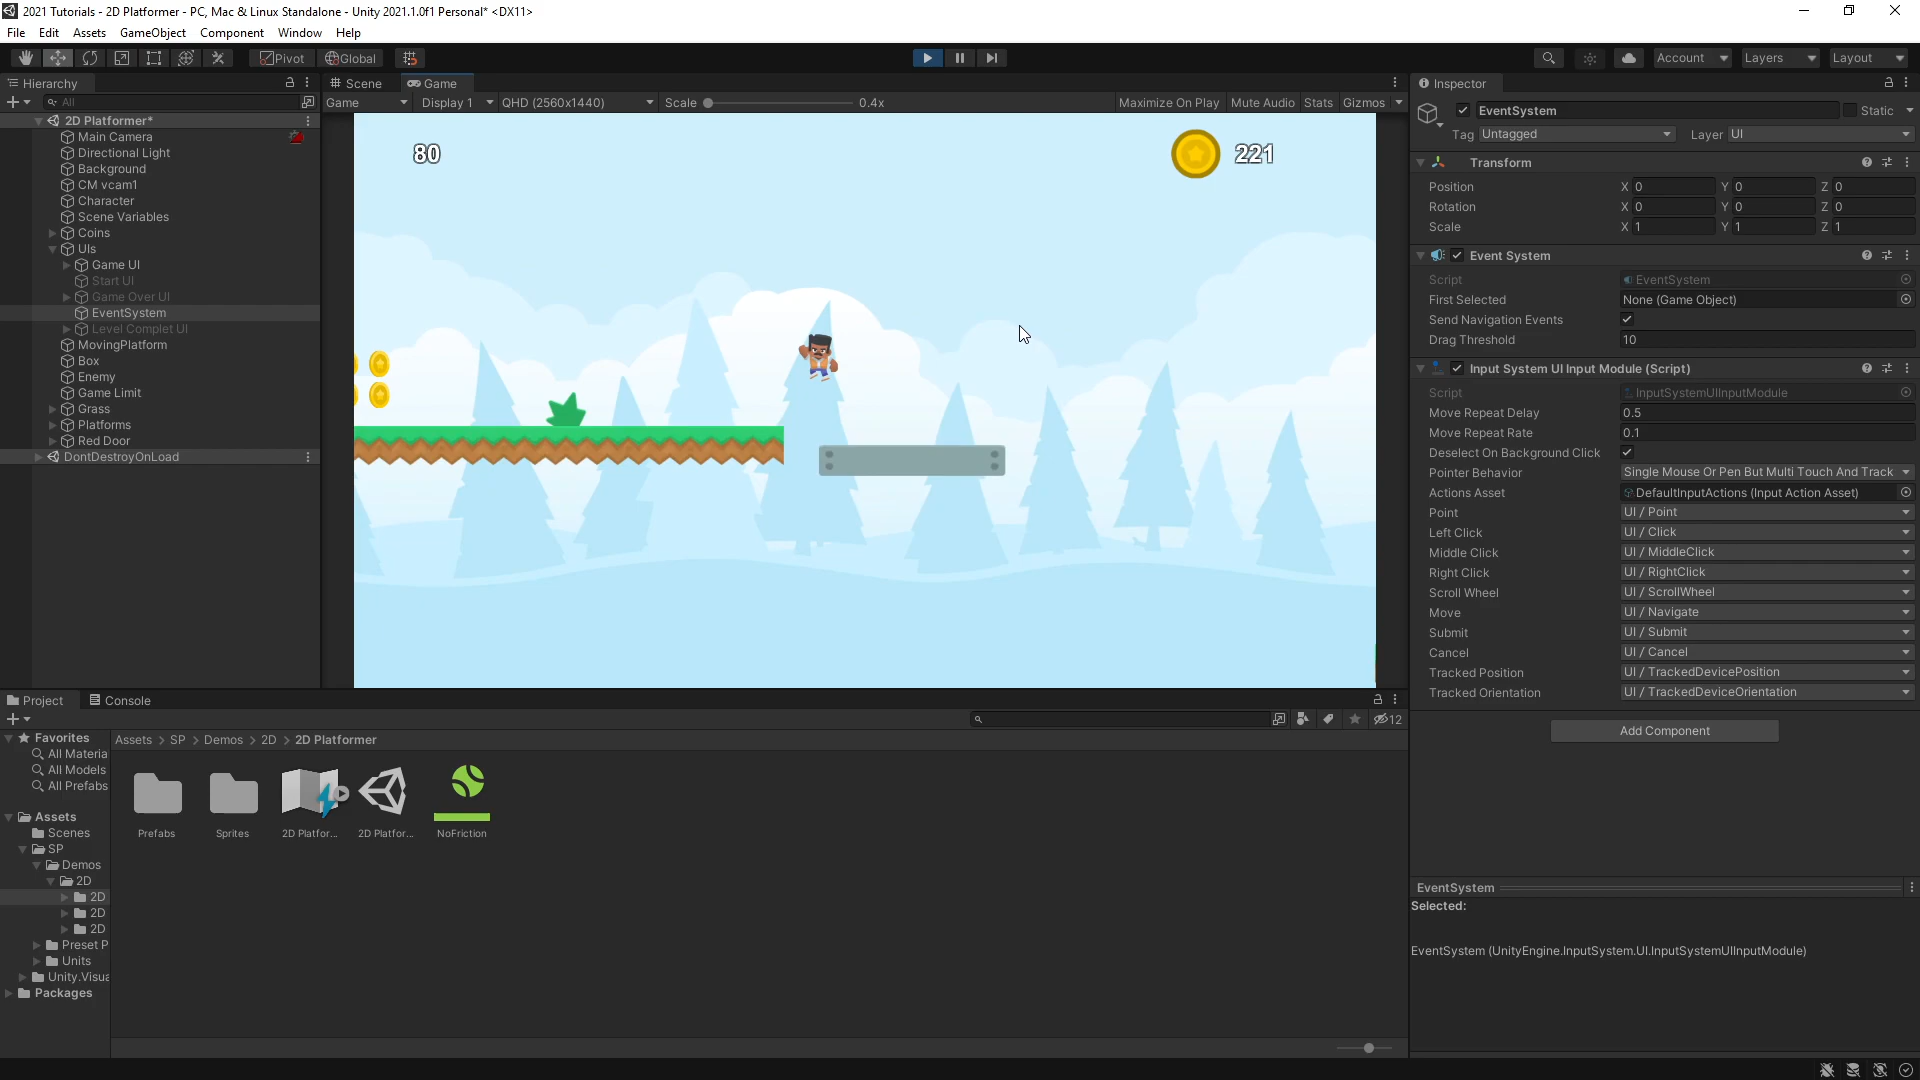 2021 Tutorials - 2D Platformer - PC, Mac & Linux Standalone - Unity 2021.1.0f1 Personal* <DX11>
File Edit Assets GameObject Component Window Help
Pivot Global Account Layers Layout
Hierarchy
All
2D Platformer*
Main Camera
Directional Light
Background
CM vcam1
Character
Scene Variables
Coins
UIs
Game UI
Start UI
Game Over UI
EventSystem
Level Complet UI
MovingPlatform
Box
Enemy
Game Limit
Grass
Platforms
Red Door
DontDestroyOnLoad
Scene Game
Game Display 1 QHD (2560x1440) Scale 0.4x Maximize On Play Mute Audio Stats Gizmos
80 221
Inspector
EventSystem Static
Tag Untagged Layer UI
Transform
Position X 0 Y 0 Z 0
Rotation X 0 Y 0 Z 0
Scale X 1 Y 1 Z 1
Event System
Script EventSystem
First Selected None (Game Object)
Send Navigation Events
Drag Threshold 10
Input System UI Input Module (Script)
Script InputSystemUIInputModule
Move Repeat Delay 0.5
Move Repeat Rate 0.1
Deselect On Background Click
Pointer Behavior Single Mouse Or Pen But Multi Touch And Track
Actions Asset DefaultInputActions (Input Action Asset)
Point UI / Point
Left Click UI / Click
Middle Click UI / MiddleClick
Right Click UI / RightClick
Scroll Wheel UI / ScrollWheel
Move UI / Navigate
Submit UI / Submit
Cancel UI / Cancel
Tracked Position UI / TrackedDevicePosition
Tracked Orientation UI / TrackedDeviceOrientation
Add Component
EventSystem
Selected:
EventSystem (UnityEngine.InputSystem.UI.InputSystemUIInputModule)
Project Console
12
Favorites
All Materia
All Models
All Prefabs
Assets
Scenes
SP
Demos
2D
2D
2D
2D
Preset P
Units
Unity.Visua
Packages
Assets > SP > Demos > 2D > 2D Platformer
Prefabs Sprites 2D Platfor... 2D Platfor... NoFriction